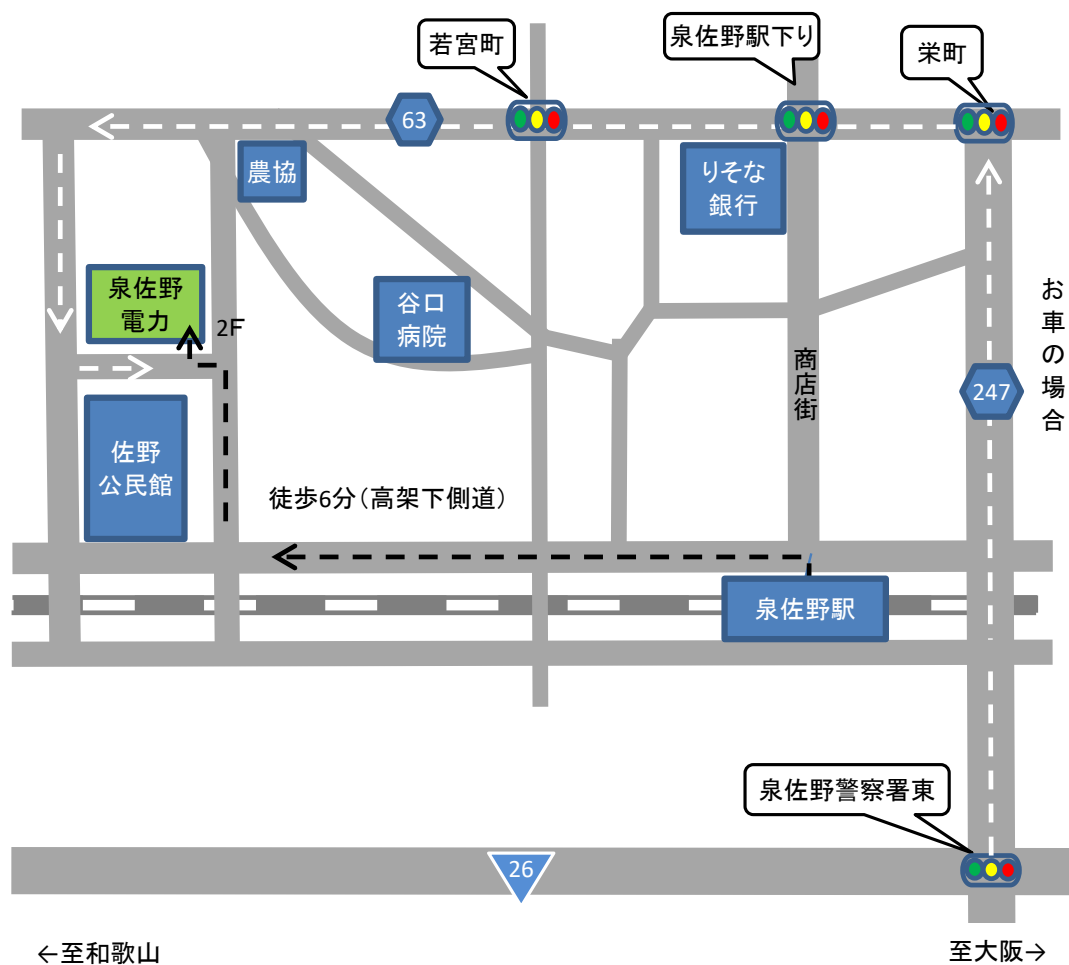 若宮町
泉佐野駅下り
栄町
63
農協
りそな
銀行
泉佐野
電力
2F
谷口
病院
お車の場合
商店街
247
佐野
公民館
徒歩6分（高架下側道）
泉佐野駅
泉佐野警察署東
26
←至和歌山
至大阪→